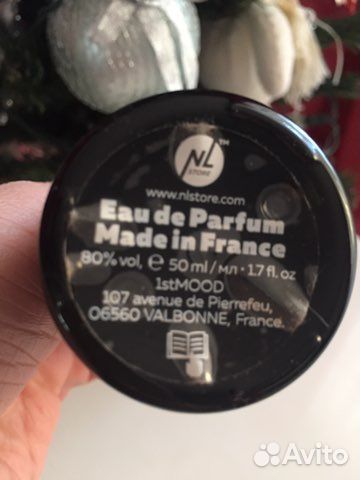 NL™
STORE
www.nlstore.com
Eau de Parfum
Made in France
80% vol, ℮ 50 ml / мл · 1.7 fl. oz
1stMOOD
107 avenue de Pierrefeu,
06560 VALBONNE, France.
Avito